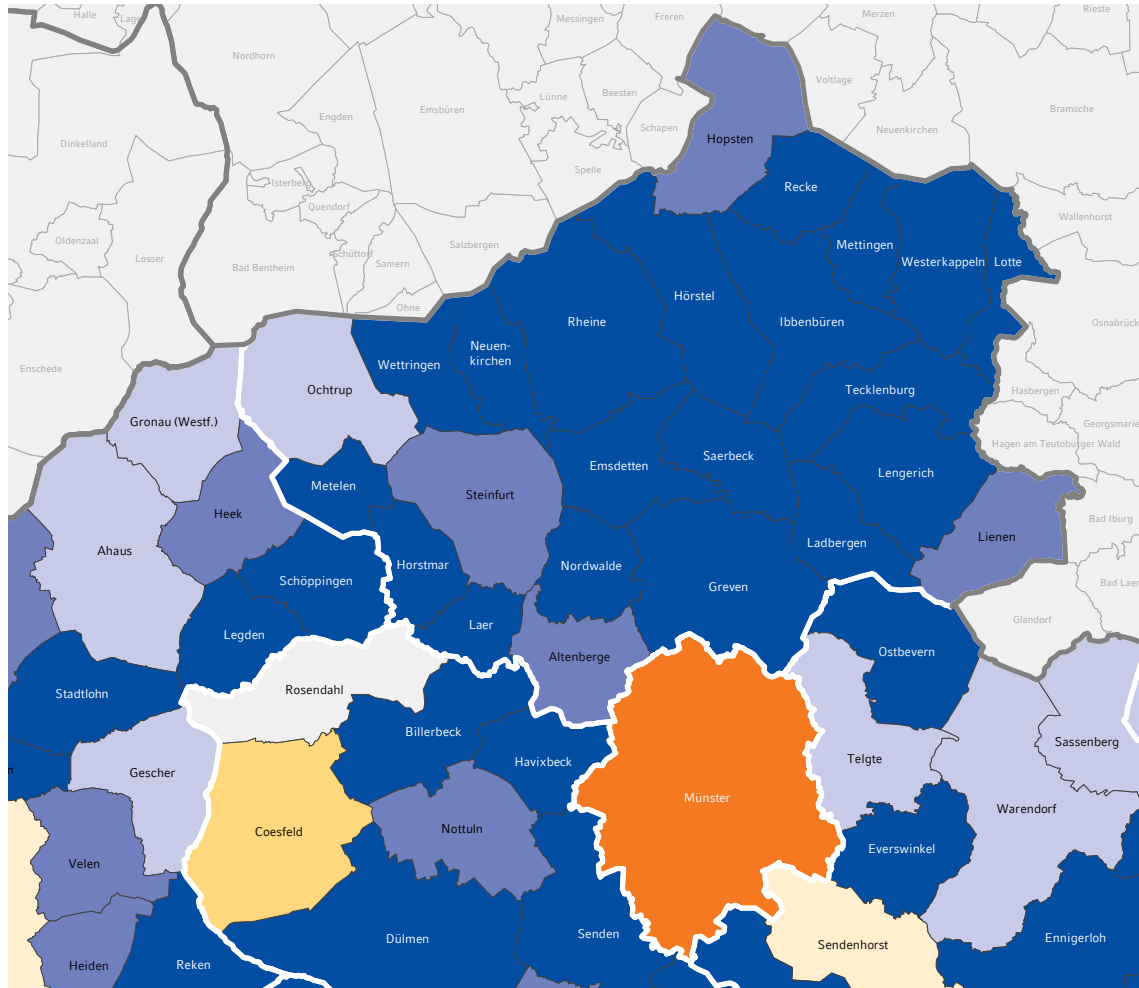 Halle
Lage
Messingen
Freren
Merzen
Rieste
Nordhorn
Voltlage
Lünne
Beesten
Emsbüren
Bramsche
Engden
Schapen
Neuenkirchen
Dinkelland
Hopsten
Spelle
Isterberg
Recke
Quendorf
Wallenhorst
Oldenzaal
Salzbergen
Mettingen
Losser
Schüttorf
Samern
Westerkappeln
Lotte
Bad Bentheim
Hörstel
Ohne
Rheine
Ibbenbüren
Osnabrück
Neuen-
kirchen
Enschede
Wettringen
Ochtrup
Tecklenburg
Hasbergen
Gronau (Westf.)
Georgsmarie
Hagen am Teutoburger Wald
Saerbeck
Emsdetten
Lengerich
Metelen
Steinfurt
Heek
Bad Iburg
Lienen
Ladbergen
Ahaus
Horstmar
Nordwalde
Schöppingen
Greven
Bad Laer
Glandorf
Laer
Legden
Ostbevern
Altenberge
Rosendahl
Stadtlohn
Billerbeck
Sassenberg
Telgte
Havixbeck
n
Gescher
Münster
Warendorf
Nottuln
Coesfeld
Everswinkel
Velen
Senden
Dülmen
Ennigerloh
Sendenhorst
Reken
Heiden